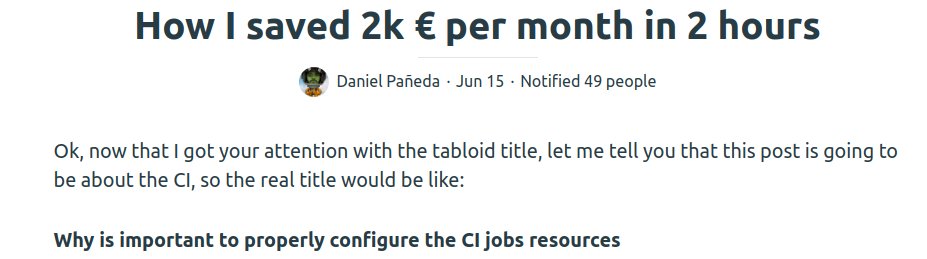 How I saved 2k € per month in 2 hours
Daniel Pañeda · Jun 15 · Notified 49 people
Ok, now that I got your attention with the tabloid title, let me tell you that this post is going to
be about the CI, so the real title would be like:
Why is important to properly configure the CI jobs resources